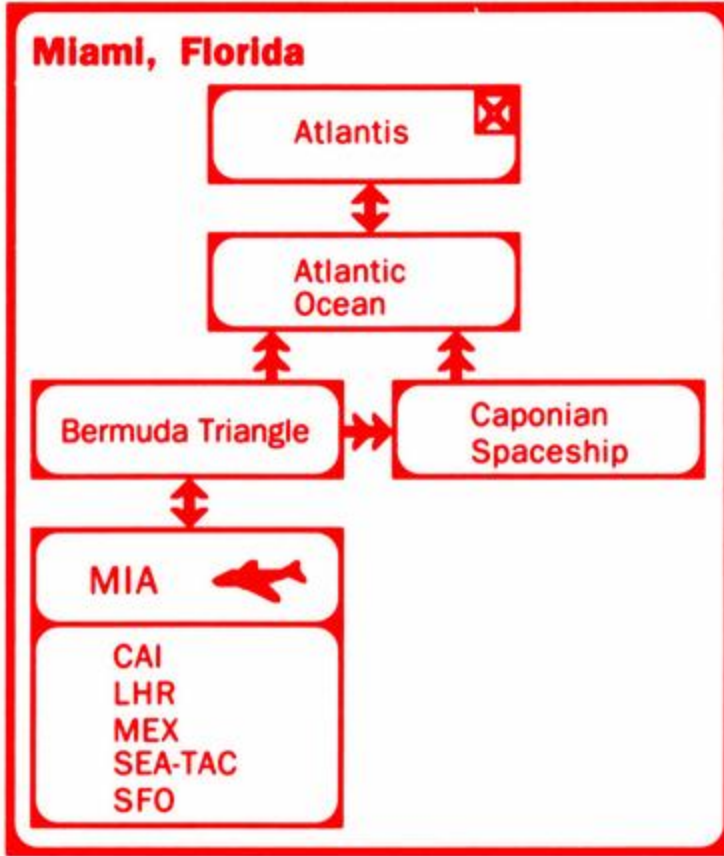 Miami, Florida
Atlantis
Atlantic
Ocean
Bermuda Triangle
Caponian
Spaceship
MIA
CAI
LHR
MEX
SEA-TAC
SFO